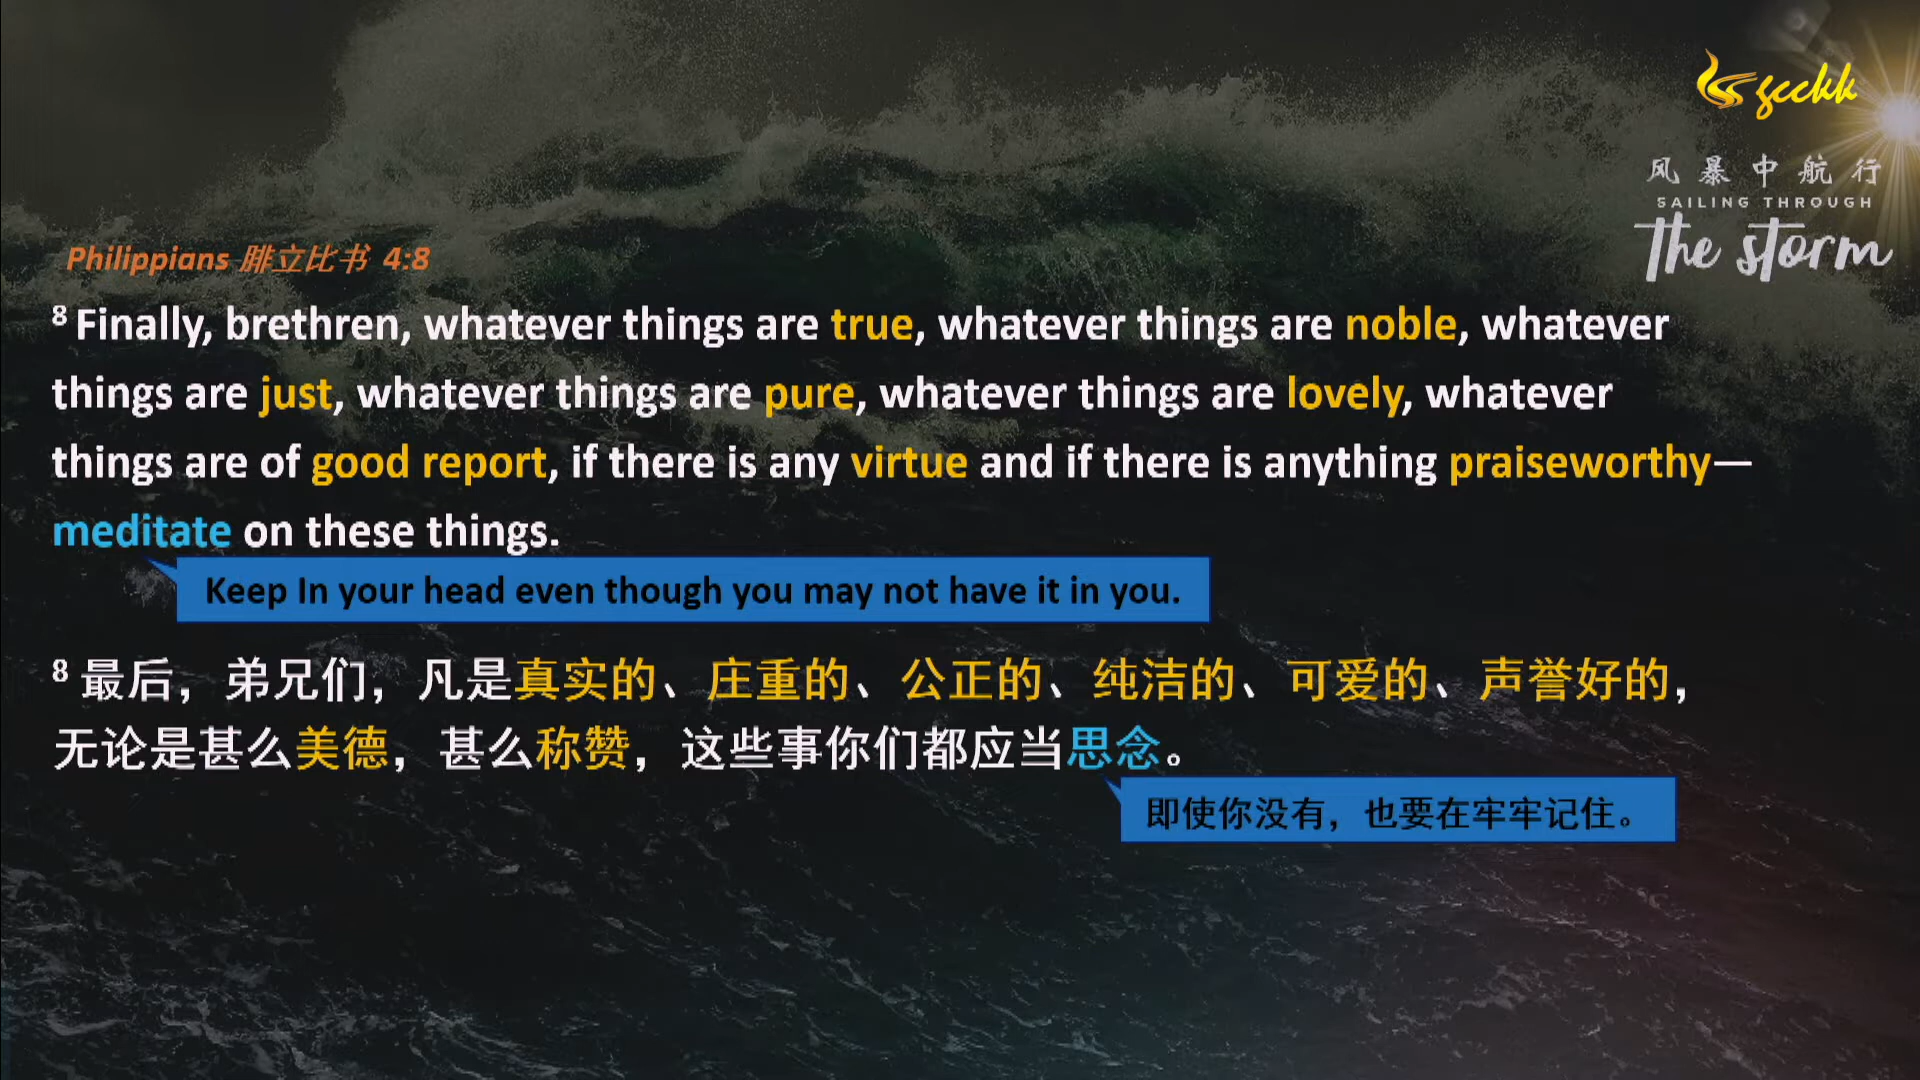 gcckk
风暴中航行
SAILING THROUGH
The storm
Philippians 腓立比书 4:8
8 Finally, brethren, whatever things are true, whatever things are noble, whatever
things are just, whatever things are pure, whatever things are lovely, whatever
things are of good report, if there is any virtue and if there is anything praiseworthy—
meditate on these things.
Keep In your head even though you may not have it in you.
8 最后，弟兄们，凡是真实的、庄重的、公正的、纯洁的、可爱的、声誉好的，
无论是甚么美德，甚么称赞，这些事你们都应当思念。
即使你没有，也要在牢牢记住。